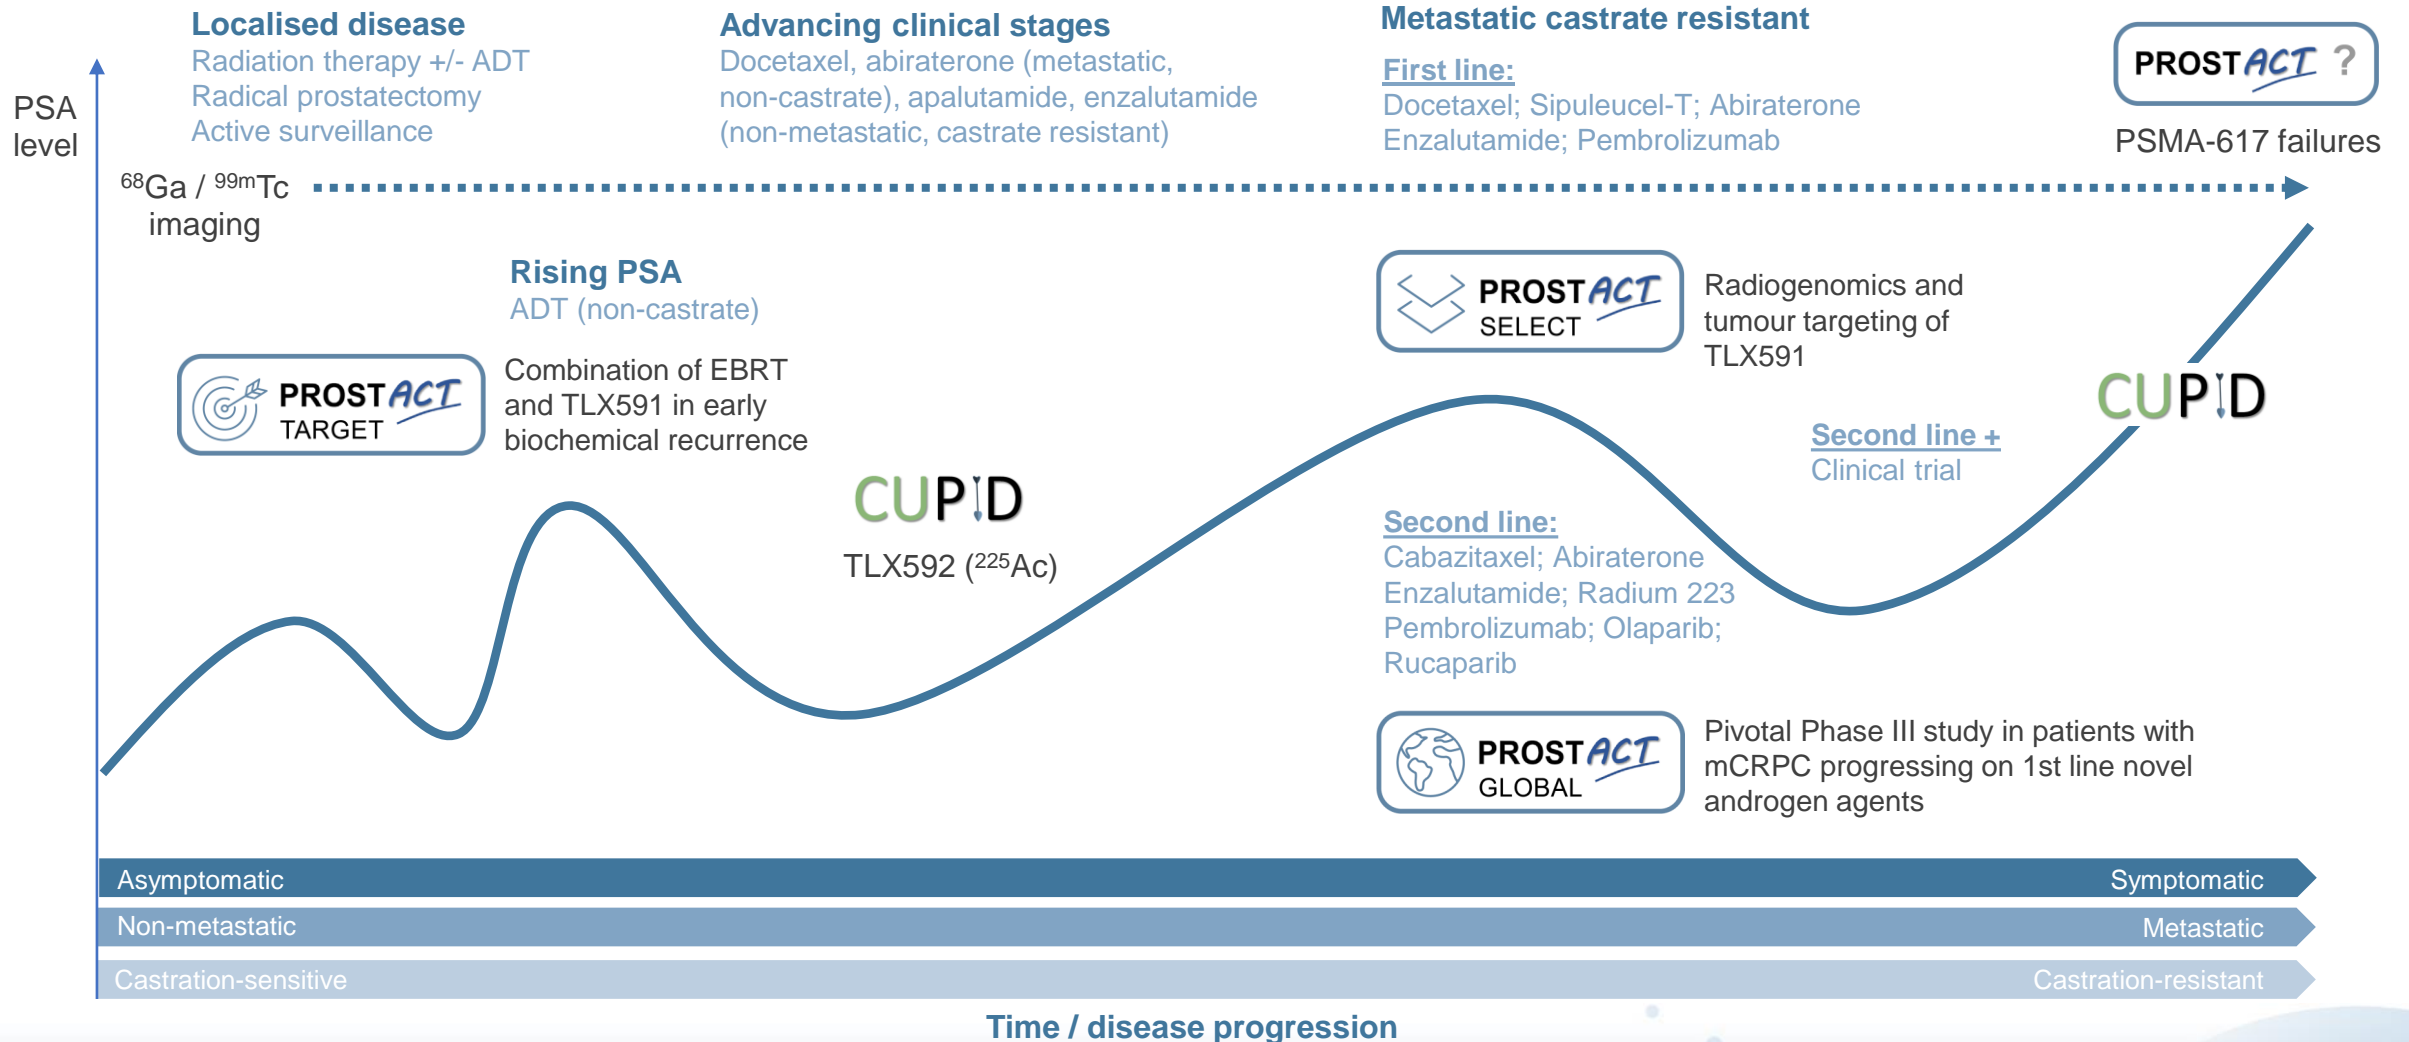 Localised disease
Radiation therapy +/- ADT
Radical prostatectomy
Active surveillance
Advancing clinical stages
Docetaxel, abiraterone (metastatic,
non-castrate), apalutamide, enzalutamide
(non-metastatic, castrate resistant)
Metastatic castrate resistant
First line:
Docetaxel; Sipuleucel-T; Abiraterone
Enzalutamide; Pembrolizumab
PROSTACT ?
PSMA-617 failures
PSA
level
⁶⁸Ga / ⁹⁹ᵐTc
imaging
Rising PSA
ADT (non-castrate)
PROSTACT
TARGET
Combination of EBRT
and TLX591 in early
biochemical recurrence
CUPID
TLX592 (²²⁵Ac)
PROSTACT
SELECT
Radiogenomics and
tumour targeting of
TLX591
Second line +
Clinical trial
CUPID
Second line:
Cabazitaxel; Abiraterone
Enzalutamide; Radium 223
Pembrolizumab; Olaparib;
Rucaparib
PROSTACT
GLOBAL
Pivotal Phase III study in patients with
mCRPC progressing on 1st line novel
androgen agents
Asymptomatic
Symptomatic
Non-metastatic
Metastatic
Castration-sensitive
Castration-resistant
Time / disease progression